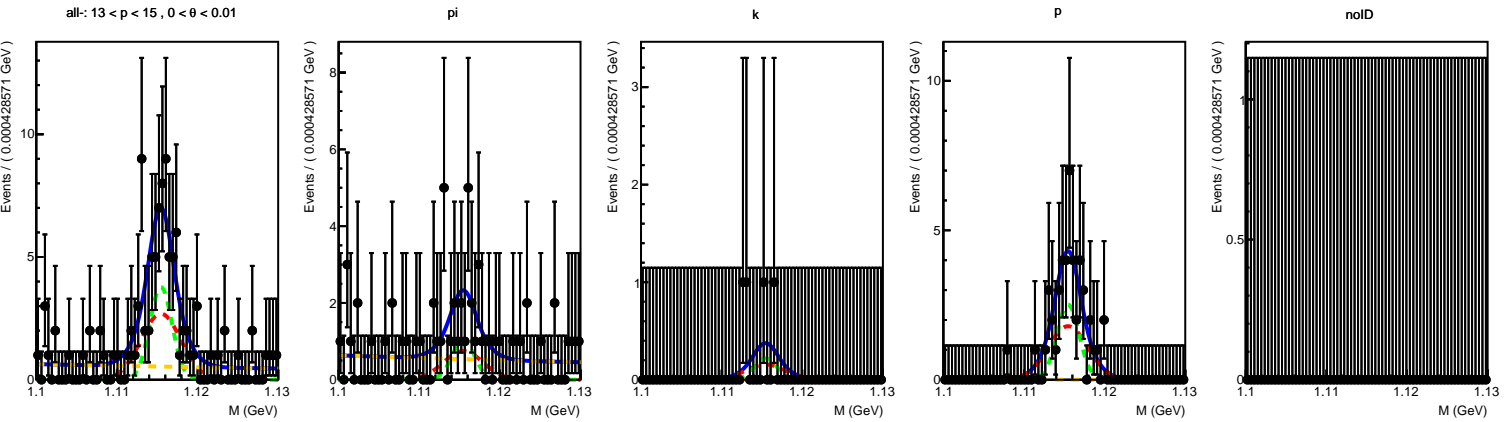 all-: 13 < p < 15 , 0 < θ < 0.01
Events / ( 0.000428571 GeV )
10
5
0
1.1
1.11
1.12
1.13
M (GeV)
pi
Events / ( 0.000428571 GeV )
8
6
4
2
0
1.1
1.11
1.12
1.13
M (GeV)
k
Events / ( 0.000428571 GeV )
3
2
1
0
1.1
1.11
1.12
1.13
M (GeV)
p
Events / ( 0.000428571 GeV )
10
5
0
1.1
1.11
1.12
1.13
M (GeV)
noID
Events / ( 0.000428571 GeV )
1
0.5
0
1.1
1.11
1.12
1.13
M (GeV)